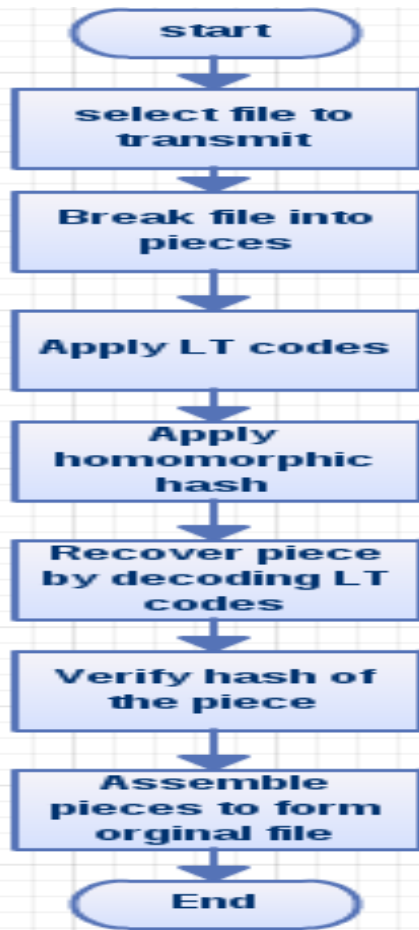 start
select file to
transmit
Break file into
pieces
Apply LT codes
Apply
homomorphic
hash
Recover piece
by decoding LT
codes
Verify hash of
the piece
Assemble
pieces to form
orginal file
End